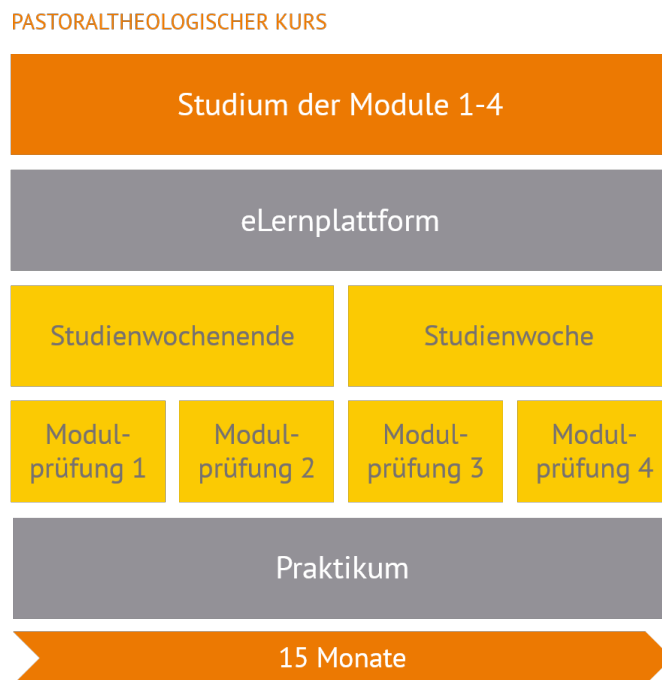 PASTORALTHEOLOGISCHER KURS
Studium der Module 1-4
eLernplattform
Studienwochenende
Studienwoche
Modul-
prüfung 1
Modul-
prüfung 2
Modul-
prüfung 3
Modul-
prüfung 4
Praktikum
15 Monate